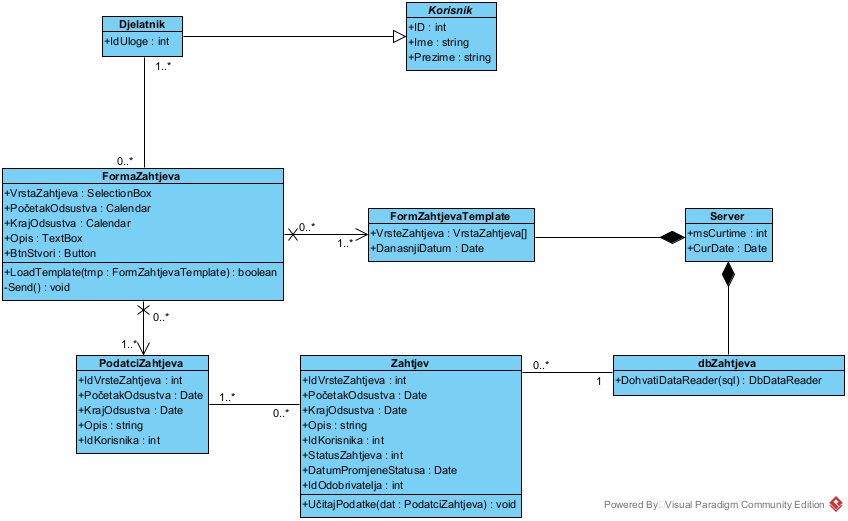 Djelatnik
+IdUloge : int
Korisnik
+ID : int
+Ime : string
+Prezime : string
1..*
0..*
FormaZahtjeva
+VrstaZahtjeva : SelectionBox
+PočetakOdsustva : Calendar
+KrajOdsustva : Calendar
+Opis : TextBox
+BtnStvori : Button
+LoadTemplate(tmp : FormZahtjevaTemplate) : boolean
-Send() : void
0..*
1..*
FormZahtjevaTemplate
+VrsteZahtjeva : VrstaZahtjeva[]
+DanasnjiDatum : Date
Server
+msCurtime : int
+CurDate : Date
0..*
1..*
PodatciZahtjeva
+IdVrsteZahtjeva : int
+PočetakOdsustva : Date
+KrajOdsustva : Date
+Opis : string
+IdKorisnika : int
1..*
0..*
Zahtjev
+IdVrsteZahtjeva : int
+PočetakOdsustva : Date
+KrajOdsustva : Date
+Opis : string
+IdKorisnika : int
+StatusZahtjeva : int
+DatumPromjeneStatusa : Date
+IdOdobrivatelja : int
+UčitajPodatke(dat : PodatciZahtjeva) : void
0..*
1
dbZahtjeva
+DohvatiDataReader(sql) : DbDataReader
Powered By Visual Paradigm Community Edition